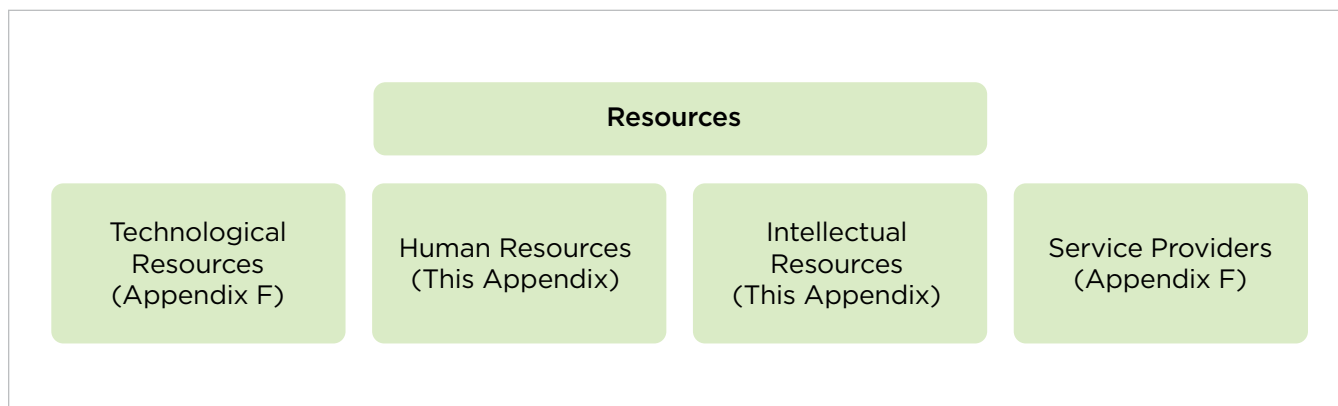 Resources
Technological
Resources
(Appendix F)
Human Resources
(This Appendix)
Intellectual
Resources
(This Appendix)
Service Providers
(Appendix F)